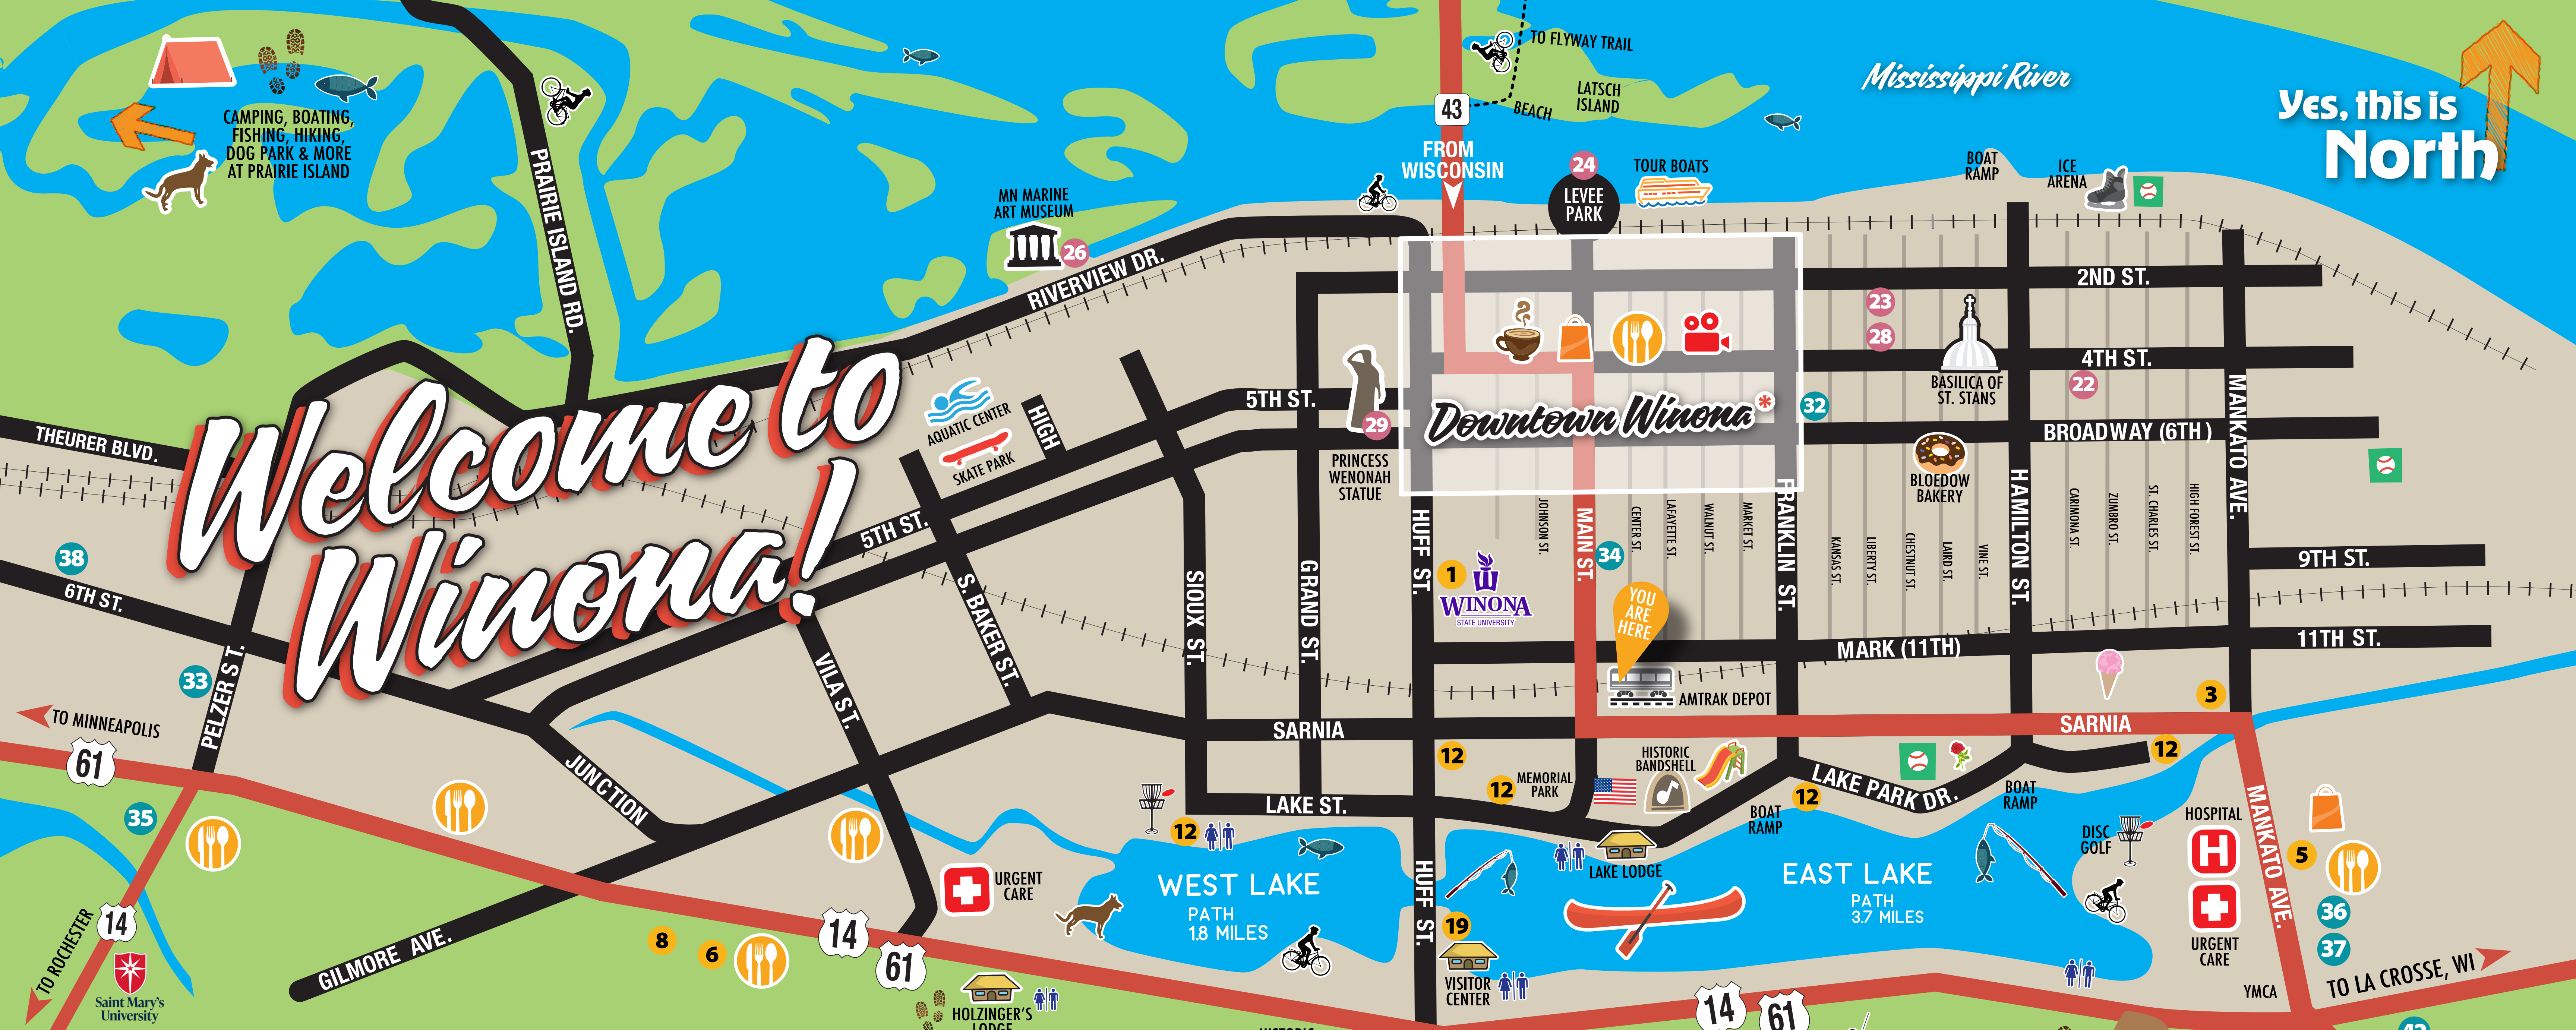 Welcome to
Winona!
Yes, this is
North
Mississippi River
CAMPING, BOATING,
FISHING, HIKING,
DOG PARK & MORE
AT PRAIRIE ISLAND
PRAIRIE ISLAND RD.
MN MARINE
ART MUSEUM
26
RIVERVIEW DR.
TO FLYWAY TRAIL
LATSCH
ISLAND
BEACH
43
FROM
WISCONSIN
24
LEVEE
PARK
TOUR BOATS
BOAT
RAMP
ICE
ARENA
2ND ST.
23
28
4TH ST.
BASILICA OF
ST. STANS
22
Downtown Winona*
32
5TH ST.
29
PRINCESS
WENONAH
STATUE
BROADWAY (6TH)
BLOEDOW
BAKERY
MANKATO AVE.
THEURER BLVD.
AQUATIC CENTER
SKATE PARK
HIGH
5TH ST.
38
6TH ST.
33
PELZER ST.
TO MINNEAPOLIS
61
35
14
TO ROCHESTER
Saint Mary's
University
VILA ST.
S. BAKER ST.
SIOUX ST.
GRAND ST.
HUFF ST.
1
WINONA
STATE UNIVERSITY
JOHNSON ST.
MAIN ST.
34
CENTER ST.
LAFAYETTE ST.
WALNUT ST.
MARKET ST.
FRANKLIN ST.
KANSAS ST.
LIBERTY ST.
CHESTNUT ST.
LAIRD ST.
VINE ST.
HAMILTON ST.
CARIMONA ST.
ZUMBRO ST.
ST. CHARLES ST.
HIGH FOREST ST.
9TH ST.
11TH ST.
MARK (11TH)
YOU
ARE
HERE
AMTRAK DEPOT
3
SARNIA
SARNIA
JUNCTION
GILMORE AVE.
8
6
14
61
URGENT
CARE
HOLZINGER'S
LODGE
HISTORIC
LAKE ST.
12
12
12
MEMORIAL
PARK
HISTORIC
BANDSHELL
BOAT
RAMP
12
LAKE PARK DR.
BOAT
RAMP
12
WEST LAKE
PATH
1.8 MILES
HUFF ST.
19
VISITOR
CENTER
LAKE LODGE
EAST LAKE
PATH
3.7 MILES
DISC
GOLF
HOSPITAL
H
URGENT
CARE
MANKATO AVE.
5
36
37
YMCA
TO LA CROSSE, WI
14
61